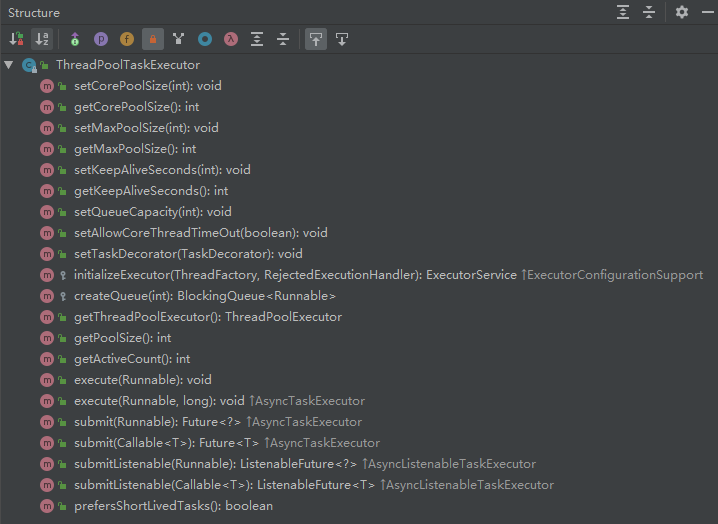 Structure
ThreadPoolTaskExecutor
setCorePoolSize(int): void
getCorePoolSize(): int
setMaxPoolSize(int): void
getMaxPoolSize(): int
setKeepAliveSeconds(int): void
getKeepAliveSeconds(): int
setQueueCapacity(int): void
setAllowCoreThreadTimeOut(boolean): void
setTaskDecorator(TaskDecorator): void
initializeExecutor(ThreadFactory, RejectedExecutionHandler): ExecutorService ↑ExecutorConfigurationSupport
createQueue(int): BlockingQueue<Runnable>
getThreadPoolExecutor(): ThreadPoolExecutor
getPoolSize(): int
getActiveCount(): int
execute(Runnable): void
execute(Runnable, long): void ↑AsyncTaskExecutor
submit(Runnable): Future<?> ↑AsyncTaskExecutor
submit(Callable<T>): Future<T> ↑AsyncTaskExecutor
submitListenable(Runnable): ListenableFuture<?> ↑AsyncListenableTaskExecutor
submitListenable(Callable<T>): ListenableFuture<T> ↑AsyncListenableTaskExecutor
prefersShortLivedTasks(): boolean